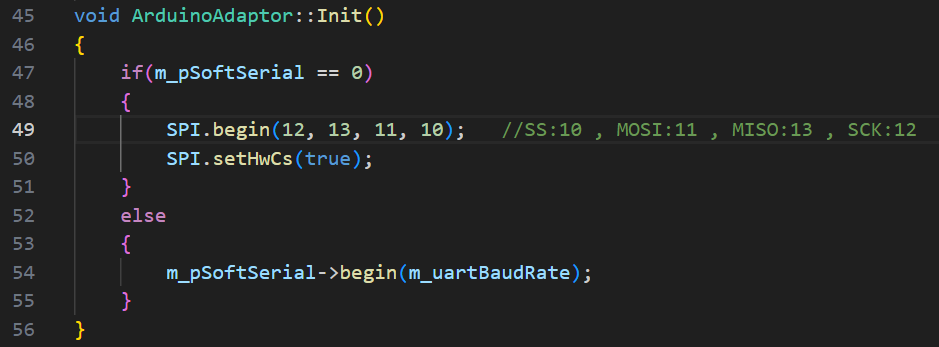 45 void ArduinoAdaptor::Init()
46 {
47 if(m_pSoftSerial == 0)
48 {
49 SPI.begin(12, 13, 11, 10); //SS:10 , MOSI:11 , MISO:13 , SCK:12
50 SPI.setHwCs(true);
51 }
52 else
53 {
54 m_pSoftSerial->begin(m_uartBaudRate);
55 }
56 }